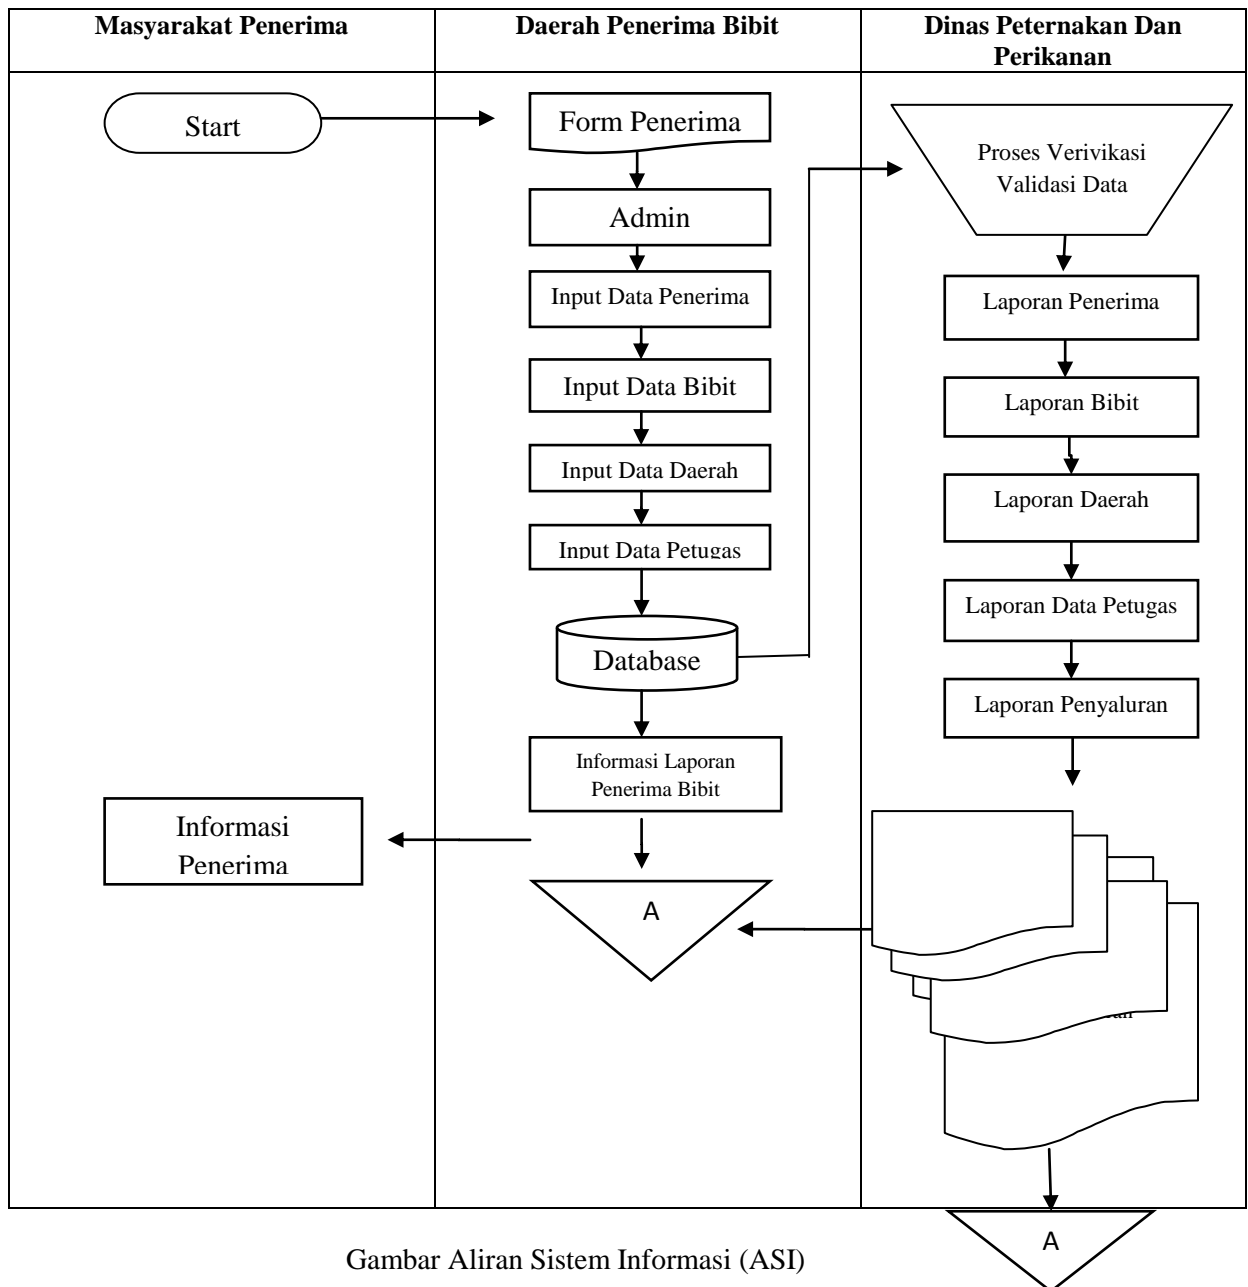 Masyarakat Penerima
Daerah Penerima Bibit
Dinas Peternakan Dan
Perikanan
Start
Form Penerima
Admin
Input Data Penerima
Input Data Bibit
Input Data Daerah
Input Data Petugas
Database
Informasi Laporan
Penerima Bibit
Informasi
Penerima
A
Proses Verivikasi
Validasi Data
Laporan Penerima
Laporan Bibit
Laporan Daerah
Laporan Data Petugas
Laporan Penyaluran
A
Gambar Aliran Sistem Informasi (ASI)